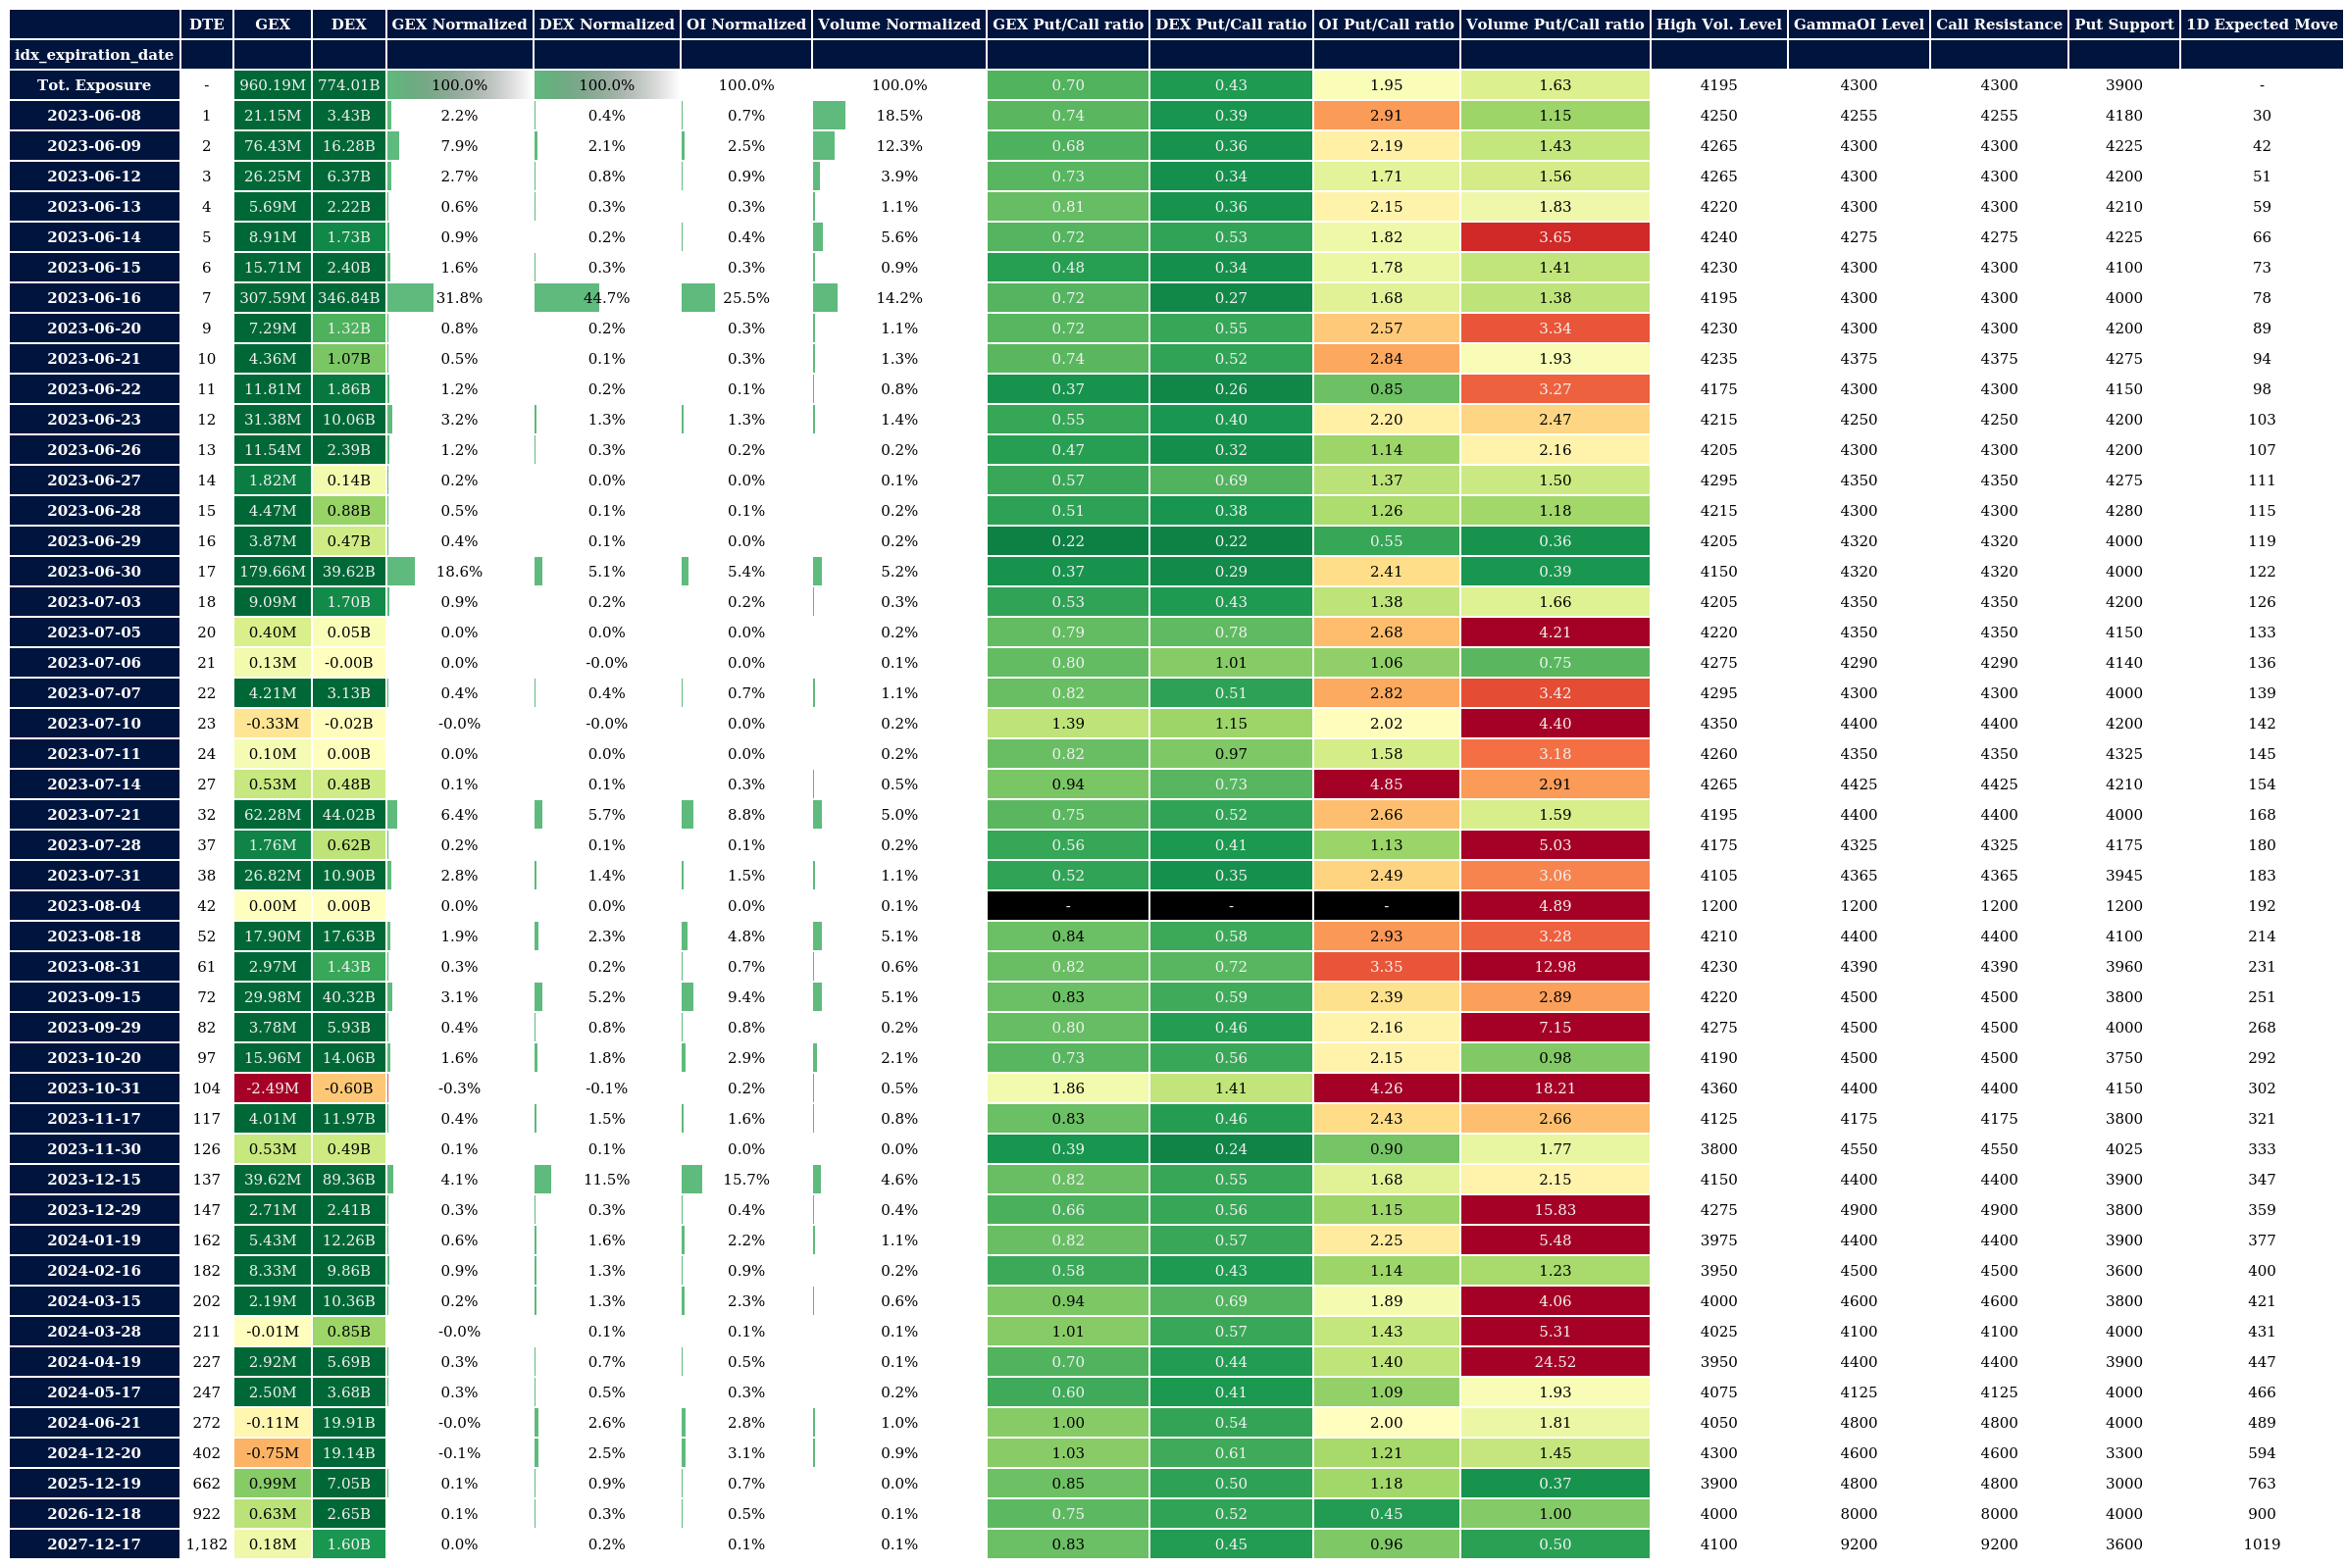 DTE GEX DEX GEX Normalized DEX Normalized OI Normalized Volume Normalized GEX Put/Call ratio DEX Put/Call ratio OI Put/Call ratio Volume Put/Call ratio High Vol. Level GammaOI Level Call Resistance Put Support 1D Expected Move
idx_expiration_date
Tot. Exposure - 960.19M 774.01B 100.0% 100.0% 100.0% 100.0% 0.70 0.43 1.95 1.63 4195 4300 4300 3900 -
2023-06-08 1 21.15M 3.43B 2.2% 0.4% 0.7% 18.5% 0.74 0.39 2.91 1.15 4250 4255 4255 4180 30
2023-06-09 2 76.43M 16.28B 7.9% 2.1% 2.5% 12.3% 0.68 0.36 2.19 1.43 4265 4300 4300 4225 42
2023-06-12 3 26.25M 6.37B 2.7% 0.8% 0.9% 3.9% 0.73 0.34 1.71 1.56 4265 4300 4300 4200 51
2023-06-13 4 5.69M 2.22B 0.6% 0.3% 0.3% 1.1% 0.81 0.36 2.15 1.83 4220 4300 4300 4210 59
2023-06-14 5 8.91M 1.73B 0.9% 0.2% 0.4% 5.6% 0.72 0.53 1.82 3.65 4240 4275 4275 4225 66
2023-06-15 6 15.71M 2.40B 1.6% 0.3% 0.3% 0.9% 0.48 0.34 1.78 1.41 4230 4300 4300 4100 73
2023-06-16 7 307.59M 346.84B 31.8% 44.7% 25.5% 14.2% 0.72 0.27 1.68 1.38 4195 4300 4300 4000 78
2023-06-20 9 7.29M 1.32B 0.8% 0.2% 0.3% 1.1% 0.72 0.55 2.57 3.34 4230 4300 4300 4200 89
2023-06-21 10 4.36M 1.07B 0.5% 0.1% 0.3% 1.3% 0.74 0.52 2.84 1.93 4235 4375 4375 4275 94
2023-06-22 11 11.81M 1.86B 1.2% 0.2% 0.1% 0.8% 0.37 0.26 0.85 3.27 4175 4300 4300 4150 98
2023-06-23 12 31.38M 10.06B 3.2% 1.3% 1.3% 1.4% 0.55 0.40 2.20 2.47 4215 4250 4250 4200 103
2023-06-26 13 11.54M 2.39B 1.2% 0.3% 0.2% 0.2% 0.47 0.32 1.14 2.16 4205 4300 4300 4200 107
2023-06-27 14 1.82M 0.14B 0.2% 0.0% 0.0% 0.1% 0.57 0.69 1.37 1.50 4295 4350 4350 4275 111
2023-06-28 15 4.47M 0.88B 0.5% 0.1% 0.1% 0.2% 0.51 0.38 1.26 1.18 4215 4300 4300 4280 115
2023-06-29 16 3.87M 0.47B 0.4% 0.1% 0.0% 0.2% 0.22 0.22 0.55 0.36 4205 4320 4320 4000 119
2023-06-30 17 179.66M 39.62B 18.6% 5.1% 5.4% 5.2% 0.37 0.29 2.41 0.39 4150 4320 4320 4000 122
2023-07-03 18 9.09M 1.70B 0.9% 0.2% 0.2% 0.3% 0.53 0.43 1.38 1.66 4205 4350 4350 4200 126
2023-07-05 20 0.40M 0.05B 0.0% 0.0% 0.0% 0.2% 0.79 0.78 2.68 4.21 4220 4350 4350 4150 133
2023-07-06 21 0.13M -0.00B 0.0% -0.0% 0.0% 0.1% 0.80 1.01 1.06 0.75 4275 4290 4290 4140 136
2023-07-07 22 4.21M 3.13B 0.4% 0.4% 0.7% 1.1% 0.82 0.51 2.82 3.42 4295 4300 4300 4000 139
2023-07-10 23 -0.33M -0.02B -0.0% -0.0% 0.0% 0.2% 1.39 1.15 2.02 4.40 4350 4400 4400 4200 142
2023-07-11 24 0.10M 0.00B 0.0% 0.0% 0.0% 0.2% 0.82 0.97 1.58 3.18 4260 4350 4350 4325 145
2023-07-14 27 0.53M 0.48B 0.1% 0.1% 0.3% 0.5% 0.94 0.73 4.85 2.91 4265 4425 4425 4210 154
2023-07-21 32 62.28M 44.02B 6.4% 5.7% 8.8% 5.0% 0.75 0.52 2.66 1.59 4195 4400 4400 4000 168
2023-07-28 37 1.76M 0.62B 0.2% 0.1% 0.1% 0.2% 0.56 0.41 1.13 5.03 4175 4325 4325 4175 180
2023-07-31 38 26.82M 10.90B 2.8% 1.4% 1.5% 1.1% 0.52 0.35 2.49 3.06 4105 4365 4365 3945 183
2023-08-04 42 0.00M 0.00B 0.0% 0.0% 0.0% 0.1% - - - 4.89 1200 1200 1200 1200 192
2023-08-18 52 17.90M 17.63B 1.9% 2.3% 4.8% 5.1% 0.84 0.58 2.93 3.28 4210 4400 4400 4100 214
2023-08-31 61 2.97M 1.43B 0.3% 0.2% 0.7% 0.6% 0.82 0.72 3.35 12.98 4230 4390 4390 3960 231
2023-09-15 72 29.98M 40.32B 3.1% 5.2% 9.4% 5.1% 0.83 0.59 2.39 2.89 4220 4500 4500 3800 251
2023-09-29 82 3.78M 5.93B 0.4% 0.8% 0.8% 0.2% 0.80 0.46 2.16 7.15 4275 4500 4500 4000 268
2023-10-20 97 15.96M 14.06B 1.6% 1.8% 2.9% 2.1% 0.73 0.56 2.15 0.98 4190 4500 4500 3750 292
2023-10-31 104 -2.49M -0.60B -0.3% -0.1% 0.2% 0.5% 1.86 1.41 4.26 18.21 4360 4400 4400 4150 302
2023-11-17 117 4.01M 11.97B 0.4% 1.5% 1.6% 0.8% 0.83 0.46 2.43 2.66 4125 4175 4175 3800 321
2023-11-30 126 0.53M 0.49B 0.1% 0.1% 0.0% 0.0% 0.39 0.24 0.90 1.77 3800 4550 4550 4025 333
2023-12-15 137 39.62M 89.36B 4.1% 11.5% 15.7% 4.6% 0.82 0.55 1.68 2.15 4150 4400 4400 3900 347
2023-12-29 147 2.71M 2.41B 0.3% 0.3% 0.4% 0.4% 0.66 0.56 1.15 15.83 4275 4900 4900 3800 359
2024-01-19 162 5.43M 12.26B 0.6% 1.6% 2.2% 1.1% 0.82 0.57 2.25 5.48 3975 4400 4400 3900 377
2024-02-16 182 8.33M 9.86B 0.9% 1.3% 0.9% 0.2% 0.58 0.43 1.14 1.23 3950 4500 4500 3600 400
2024-03-15 202 2.19M 10.36B 0.2% 1.3% 2.3% 0.6% 0.94 0.69 1.89 4.06 4000 4600 4600 3800 421
2024-03-28 211 -0.01M 0.85B -0.0% 0.1% 0.1% 0.1% 1.01 0.57 1.43 5.31 4025 4100 4100 4000 431
2024-04-19 227 2.92M 5.69B 0.3% 0.7% 0.5% 0.1% 0.70 0.44 1.40 24.52 3950 4400 4400 3900 447
2024-05-17 247 2.50M 3.68B 0.3% 0.5% 0.3% 0.2% 0.60 0.41 1.09 1.93 4075 4125 4125 4000 466
2024-06-21 272 -0.11M 19.91B -0.0% 2.6% 2.8% 1.0% 1.00 0.54 2.00 1.81 4050 4800 4800 4000 489
2024-12-20 402 -0.75M 19.14B -0.1% 2.5% 3.1% 0.9% 1.03 0.61 1.21 1.45 4300 4600 4600 3300 594
2025-12-19 662 0.99M 7.05B 0.1% 0.9% 0.7% 0.0% 0.85 0.50 1.18 0.37 3900 4800 4800 3000 763
2026-12-18 922 0.63M 2.65B 0.1% 0.3% 0.5% 0.1% 0.75 0.52 0.45 1.00 4000 8000 8000 4000 900
2027-12-17 1,182 0.18M 1.60B 0.0% 0.2% 0.1% 0.1% 0.83 0.45 0.96 0.50 4100 9200 9200 3600 1019